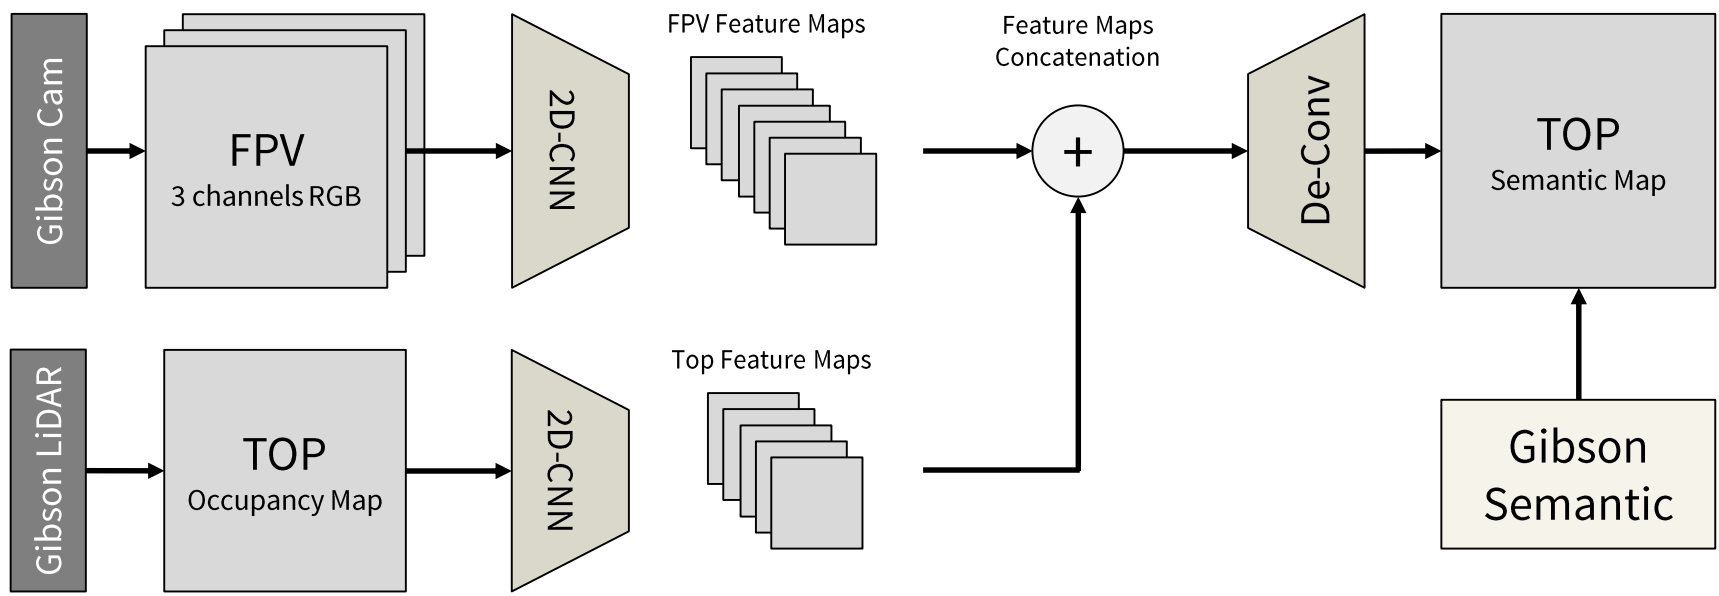 Gibson Cam
FPV
3 channels RGB
2D-CNN
FPV Feature Maps
Feature Maps
Concatenation
+
De-Conv
TOP
Semantic Map
Gibson LiDAR
TOP
Occupancy Map
2D-CNN
Top Feature Maps
Gibson
Semantic